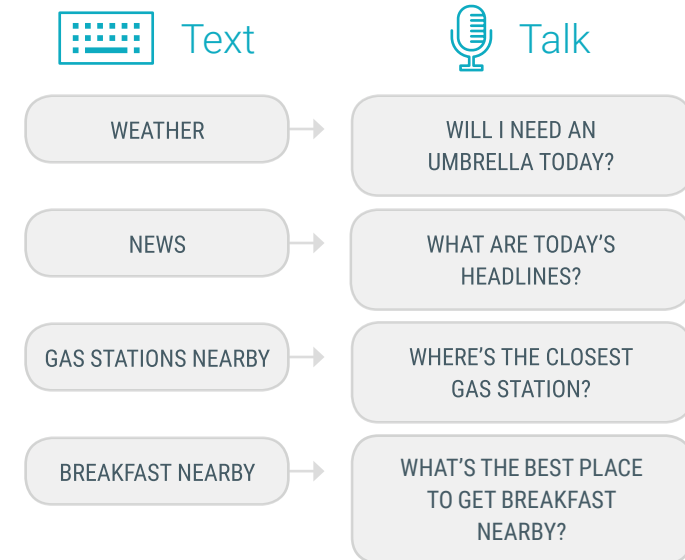 Text
Talk
WEATHER
WILL I NEED AN
UMBRELLA TODAY?
NEWS
WHAT ARE TODAY'S
HEADLINES?
GAS STATIONS NEARBY
WHERE'S THE CLOSEST
GAS STATION?
BREAKFAST NEARBY
WHAT'S THE BEST PLACE
TO GET BREAKFAST
NEARBY?